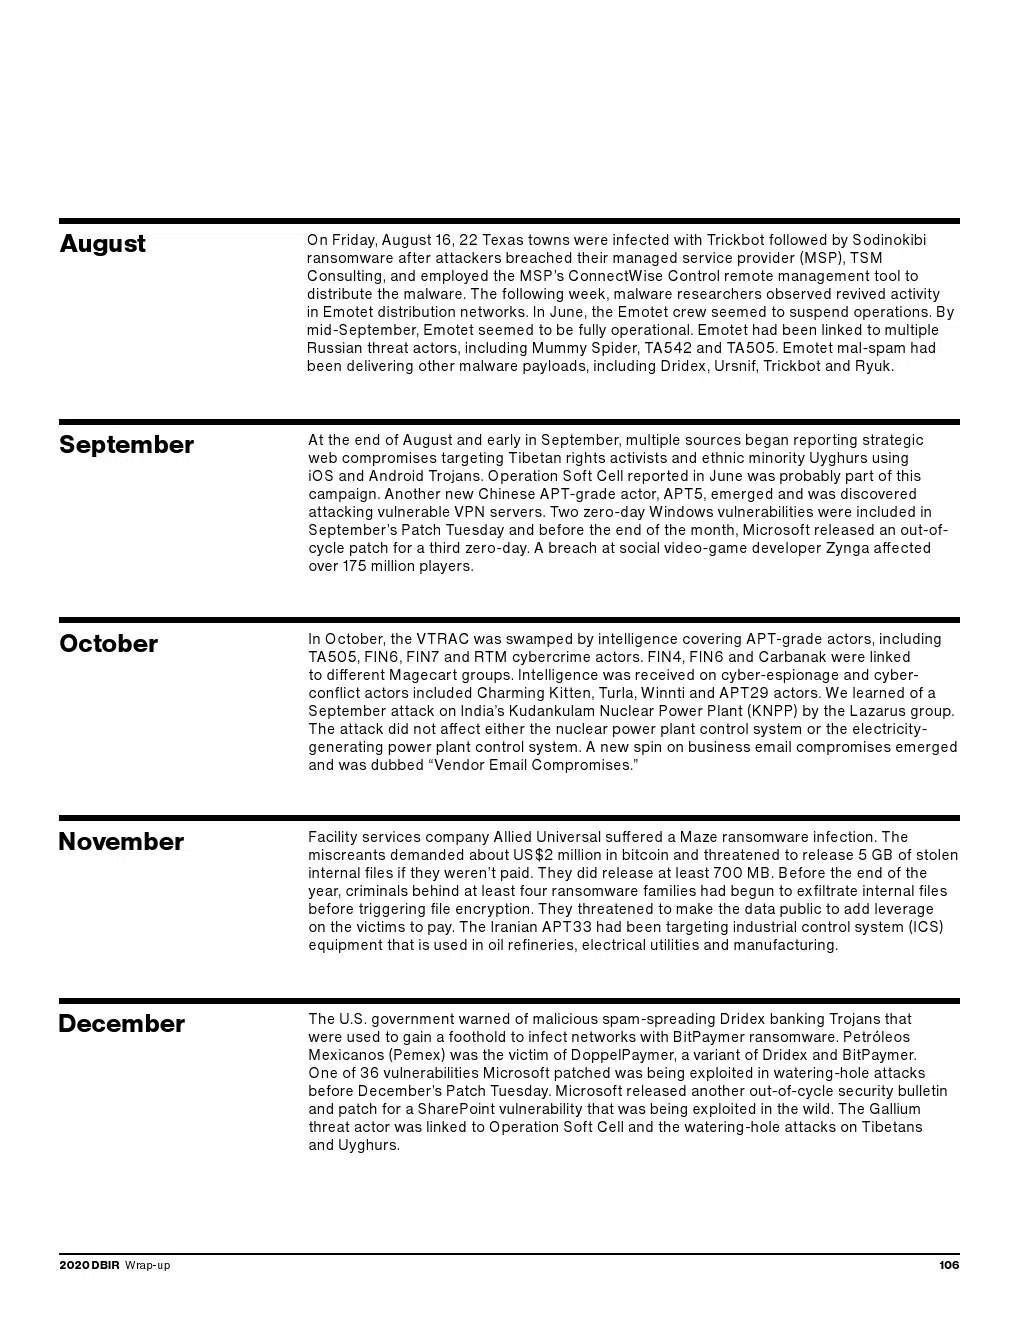 August
On Friday, August 16, 22 Texas towns were infected with Trickbot followed by Sodinokibi
ransomware after attackers breached their managed service provider (MSP), TSM
Consulting, and employed the MSP's ConnectWise Control remote management tool to
distribute the malware. The following week, malware researchers observed revived activity
in Emotet distribution networks. In June, the Emotet crew seemed to suspend operations. By
mid-September, Emotet seemed to be fully operational. Emotet had been linked to multiple
Russian threat actors, including Mummy Spider, TA542 and TA505. Emotet mal-spam had
been delivering other malware payloads, including Dridex, Ursnif, Trickbot and Ryuk.
September
At the end of August and early in September, multiple sources began reporting strategic
web compromises targeting Tibetan rights activists and ethnic minority Uyghurs using
iOS and Android Trojans. Operation Soft Cell reported in June was probably part of this
campaign. Another new Chinese APT-grade actor, APT5, emerged and was discovered
attacking vulnerable VPN servers. Two zero-day Windows vulnerabilities were included in
September's Patch Tuesday and before the end of the month, Microsoft released an out-of-
cycle patch for a third zero-day. A breach at social video-game developer Zynga affected
over 175 million players.
October
In October, the VTRAC was swamped by intelligence covering APT-grade actors, including
TA505, FIN6, FIN7 and RTM cybercrime actors. FIN4, FIN6 and Carbanak were linked
to different Magecart groups. Intelligence was received on cyber-espionage and cyber-
conflict actors included Charming Kitten, Turla, Winnti and APT29 actors. We learned of a
September attack on India's Kudankulam Nuclear Power Plant (KNPP) by the Lazarus group.
The attack did not affect either the nuclear power plant control system or the electricity-
generating power plant control system. A new spin on business email compromises emerged
and was dubbed “Vendor Email Compromises.”
November
Facility services company Allied Universal suffered a Maze ransomware infection. The
miscreants demanded about US$2 million in bitcoin and threatened to release 5 GB of stolen
internal files if they weren't paid. They did release at least 700 MB. Before the end of the
year, criminals behind at least four ransomware families had begun to exfiltrate internal files
before triggering file encryption. They threatened to make the data public to add leverage
on the victims to pay. The Iranian APT33 had been targeting industrial control system (ICS)
equipment that is used in oil refineries, electrical utilities and manufacturing.
December
The U.S. government warned of malicious spam-spreading Dridex banking Trojans that
were used to gain a foothold to infect networks with BitPaymer ransomware. Petróleos
Mexicanos (Pemex) was the victim of DoppelPaymer, a variant of Dridex and BitPaymer.
One of 36 vulnerabilities Microsoft patched was being exploited in watering-hole attacks
before December's Patch Tuesday. Microsoft released another out-of-cycle security bulletin
and patch for a SharePoint vulnerability that was being exploited in the wild. The Gallium
threat actor was linked to Operation Soft Cell and the watering-hole attacks on Tibetans
and Uyghurs.
2020 DBIR Wrap-up 106